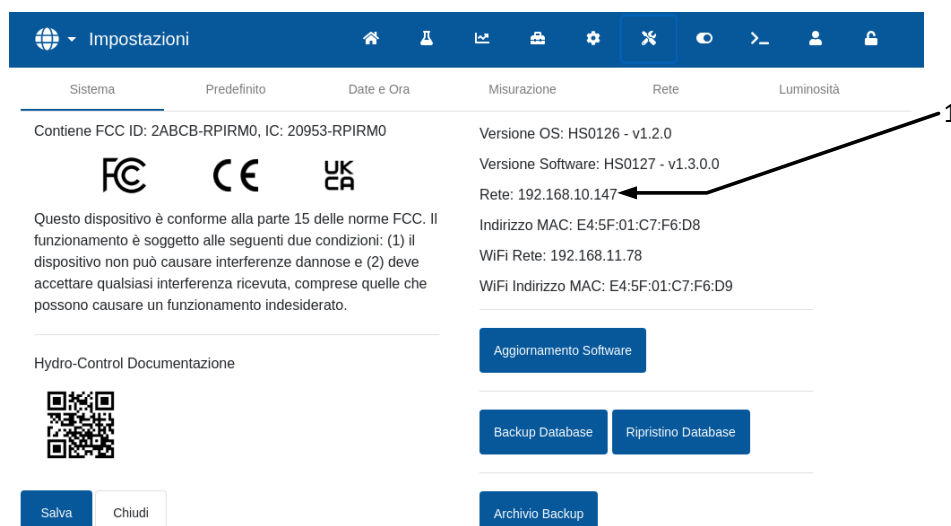 Impostazioni
Sistema
Predefinito
Date e Ora
Misurazione
Rete
Luminosità
Contiene FCC ID: 2ABCB-RPIRM0, IC: 20953-RPIRM0
FC CE UK
CA
Questo dispositivo è conforme alla parte 15 delle norme FCC. Il
funzionamento è soggetto alle seguenti due condizioni: (1) il
dispositivo non può causare interferenze dannose e (2) deve
accettare qualsiasi interferenza ricevuta, comprese quelle che
possono causare un funzionamento indesiderato.
Hydro-Control Documentazione
Salva
Chiudi
Versione OS: HS0126 - v1.2.0
Versione Software: HS0127 - v1.3.0.0
Rete: 192.168.10.147
Indirizzo MAC: E4:5F:01:C7:F6:D8
WiFi Rete: 192.168.11.78
WiFi Indirizzo MAC: E4:5F:01:C7:F6:D9
Aggiornamento Software
Backup Database
Ripristino Database
Archivio Backup
1